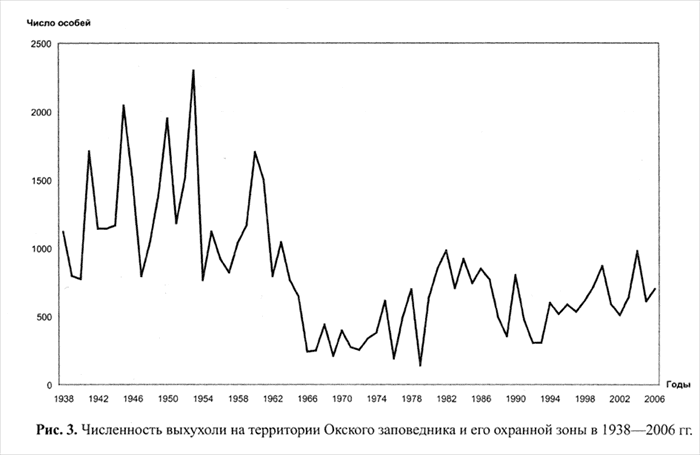 Число особей
2500
2000
1500
1000
500
0
Годы
1938 1942 1946 1950 1954 1958 1962 1966 1970 1974 1978 1982 1986 1990 1994 1998 2002 2006
Рис. 3. Численность выхухоли на территории Окского заповедника и его охранной зоны в 1938—2006 гг.